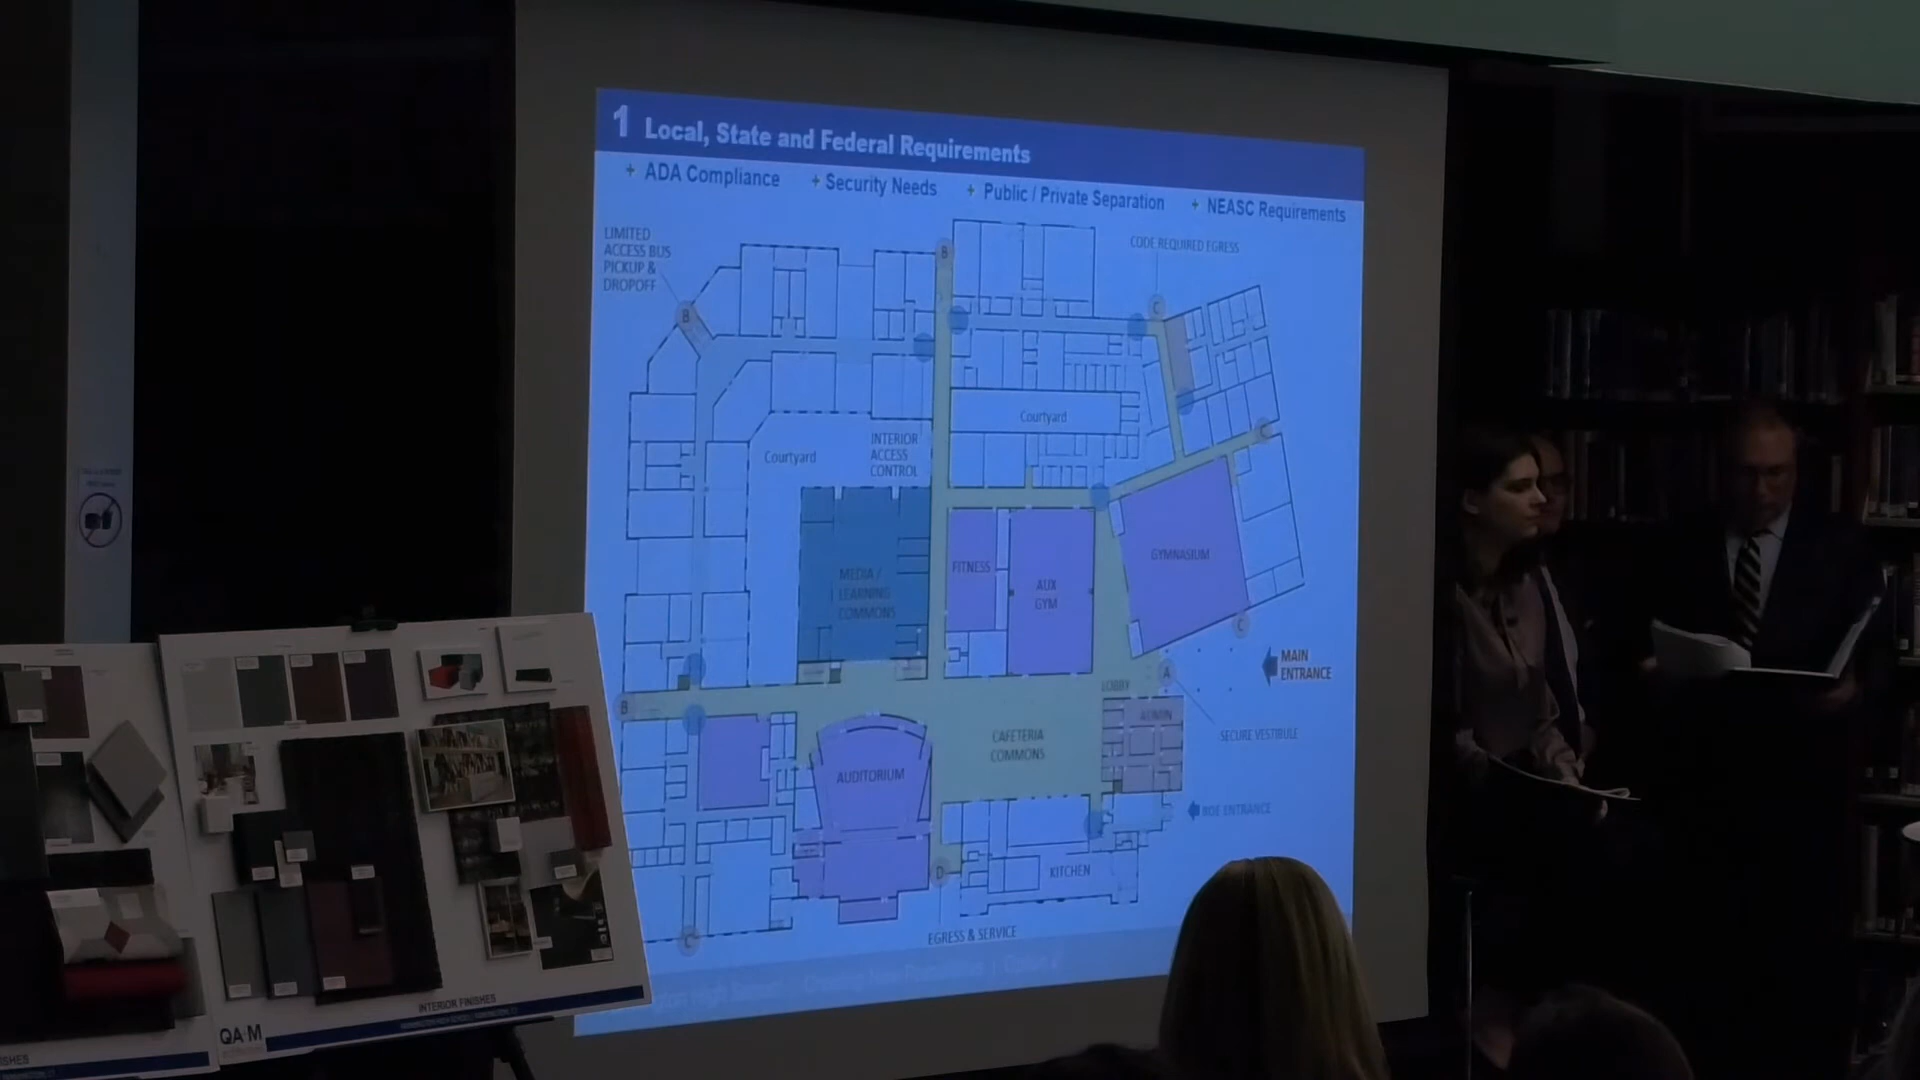 1 Local, State and Federal Requirements
+ ADA Compliance + Security Needs + Public / Private Separation + NEASC Requirements
LIMITED
ACCESS BUS
PICKUP &
DROPOFF
CODE REQUIRED EGRESS
B
B
C
Courtyard
C
INTERIOR
ACCESS
CONTROL
Courtyard
MEDIA /
LEARNING
COMMONS
FITNESS
AUX
GYM
GYMNASIUM
C
MAIN
ENTRANCE
A
LOBBY
B
ADMIN
SECURE VESTIBULE
CAFETERIA
COMMONS
AUDITORIUM
BOE ENTRANCE
KITCHEN
D
C
EGRESS & SERVICE
INTERIOR FINISHES
QA+M